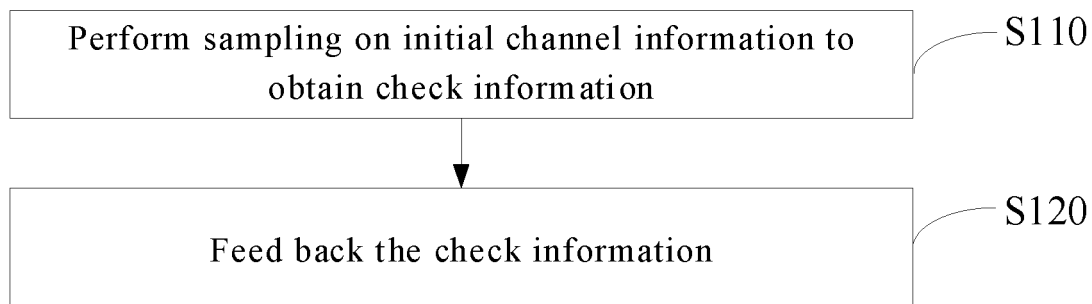 Perform sampling on initial channel information to
obtain check information
S110
Feed back the check information
S120